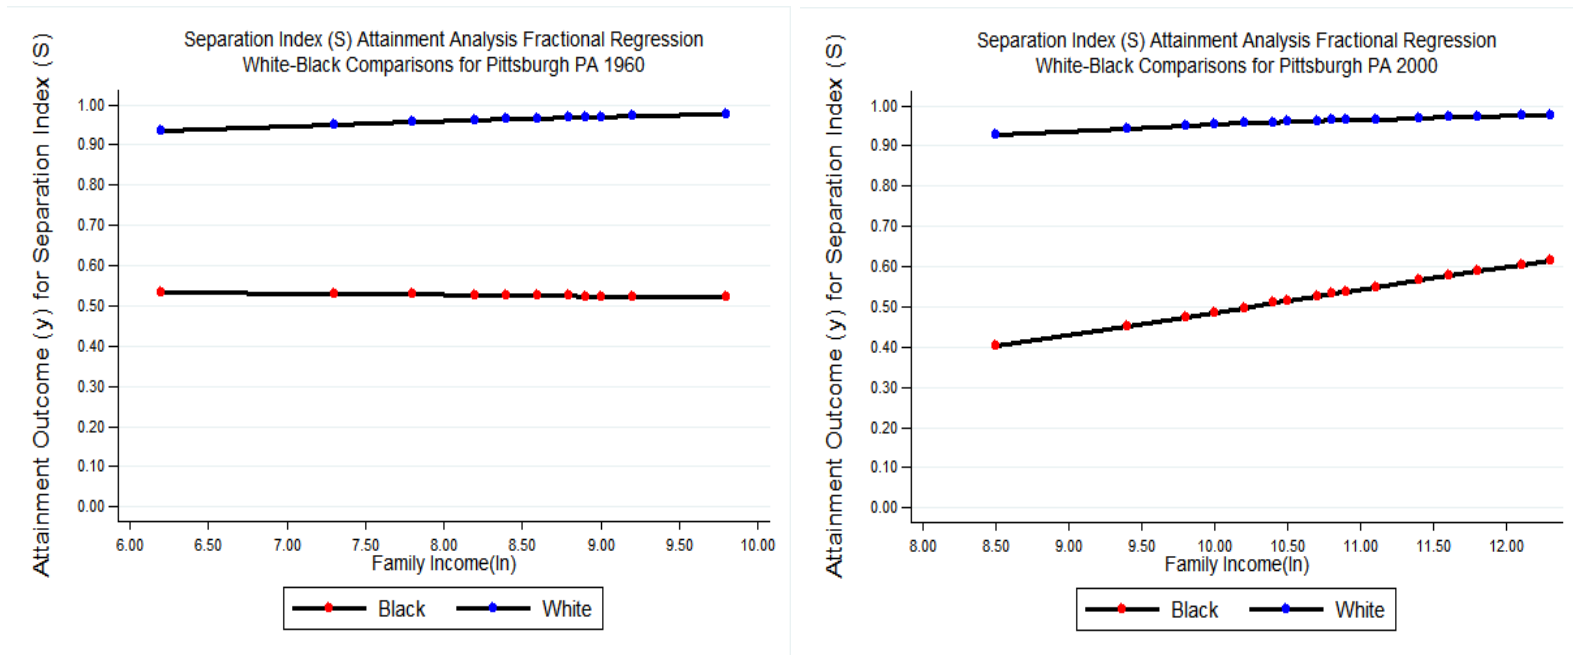 Separation Index (S) Attainment Analysis Fractional Regression
White-Black Comparisons for Pittsburgh PA 1960
Attainment Outcome (y) for Separation Index (S)
1.00
0.90
0.80
0.70
0.60
0.50
0.40
0.30
0.20
0.10
0.00
6.00 6.50 7.00 7.50 8.00 8.50 9.00 9.50 10.00
Family Income(ln)
Black White
Separation Index (S) Attainment Analysis Fractional Regression
White-Black Comparisons for Pittsburgh PA 2000
Attainment Outcome (y) for Separation Index (S)
1.00
0.90
0.80
0.70
0.60
0.50
0.40
0.30
0.20
0.10
0.00
8.00 8.50 9.00 9.50 10.00 10.50 11.00 11.50 12.00
Family Income(ln)
Black White